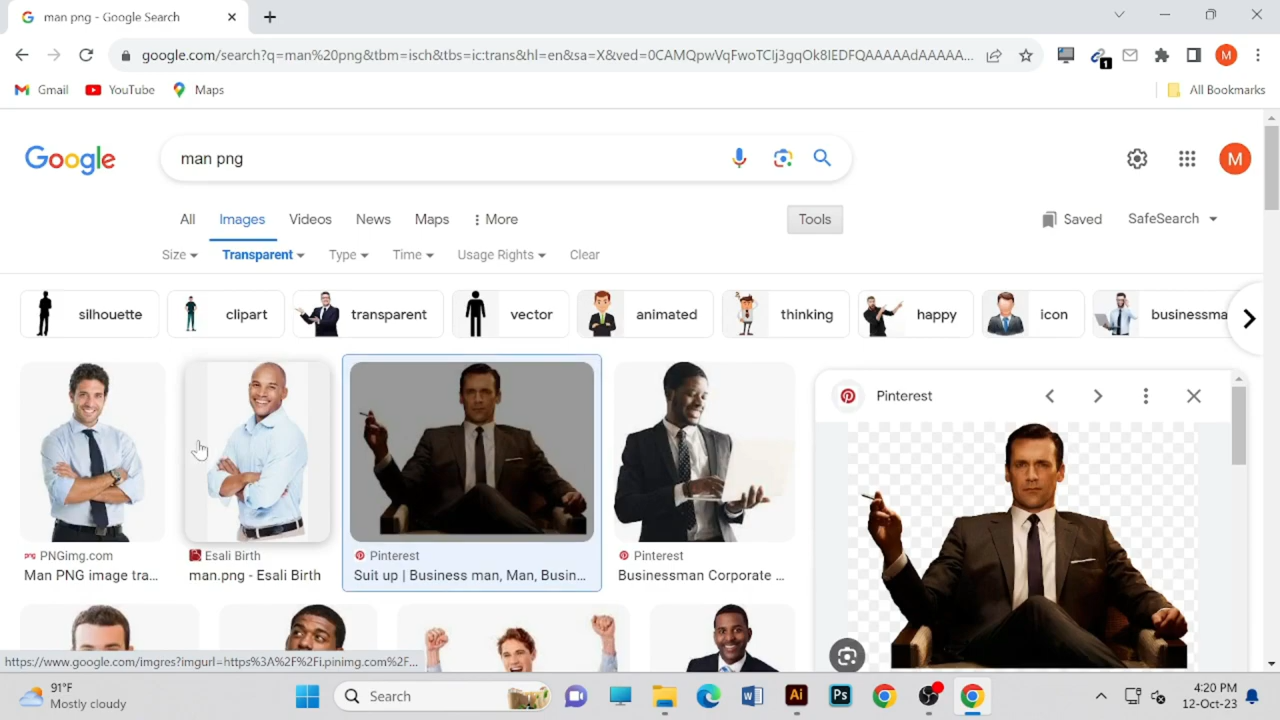 man png - Google Search
google.com/search?q=man%20png&tbm=isch&tbs=ic:trans&hl=en&sa=X&ved=0CAMQpwVqFwoTCIj3gqOk8IEDFQAAAAAdAAAAA...
1
M
Gmail
YouTube
Maps
All Bookmarks
Google
man png
M
All
Images
Videos
News
Maps
More
Tools
Saved
SafeSearch
Size
Transparent
Type
Time
Usage Rights
Clear
silhouette
clipart
transparent
vector
animated
thinking
happy
icon
businessma
Pinterest
png PNGimg.com
Man PNG image tra...
Esali Birth
man.png - Esali Birth
Pinterest
Suit up | Business man, Man, Busin...
Pinterest
Businessman Corporate ...
https://www.google.com/imgres?imgurl=https%3A%2F%2Fi.pinimg.com%2F...
91°F
Mostly cloudy
Search
Ai
Ps
4:20 PM
12-Oct-23